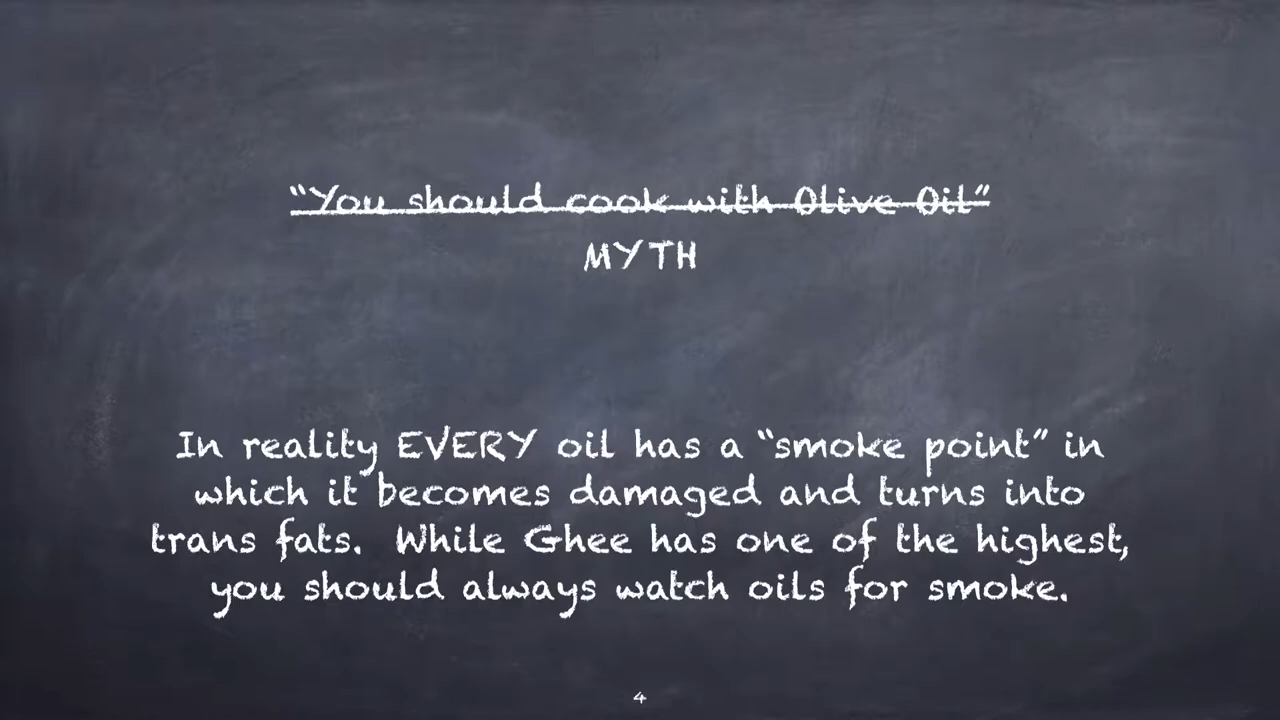 “You should cook with Olive Oil”
MYTH
In reality EVERY oil has a “smoke point” in
which it becomes damaged and turns into
trans fats.  While Ghee has one of the highest,
you should always watch oils for smoke.
4